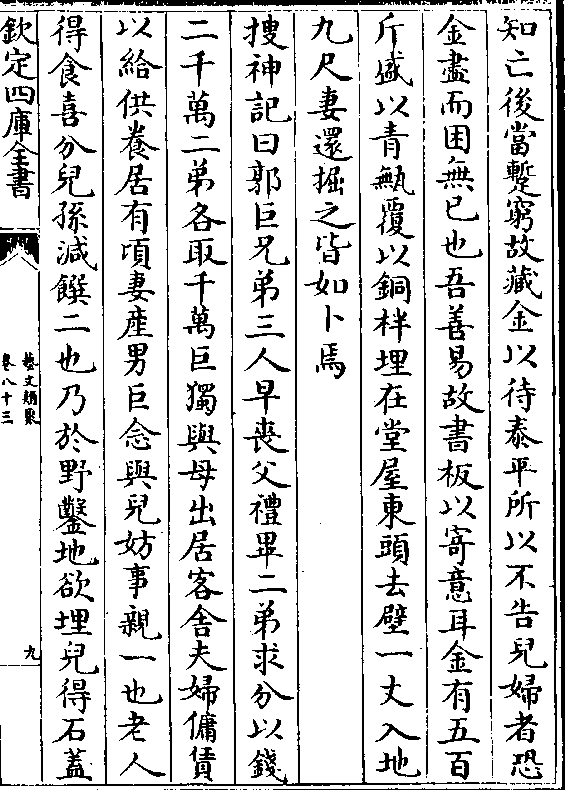 知亡後當蹔窮故藏金以待泰平所以不告兒婦者恐
金盡而困無已也吾善易故書板以寄意耳金有五百
斤盛以青瓻覆以銅柈埋在堂屋東頭去壁一丈入地
九尺妻還掘之皆如卜焉
搜神記曰郭巨兄弟三人早喪父禮畢二弟求分以錢
二千萬二弟各取千萬巨獨與母出居客舍夫婦傭賃
以給供養居有頃妻產男巨念與兒妨事親一也老人
得食喜分兒孫減饌二也乃於野鑿地欲埋兒得石蓋
欽定四庫全書
藝文類聚
卷八十三
九